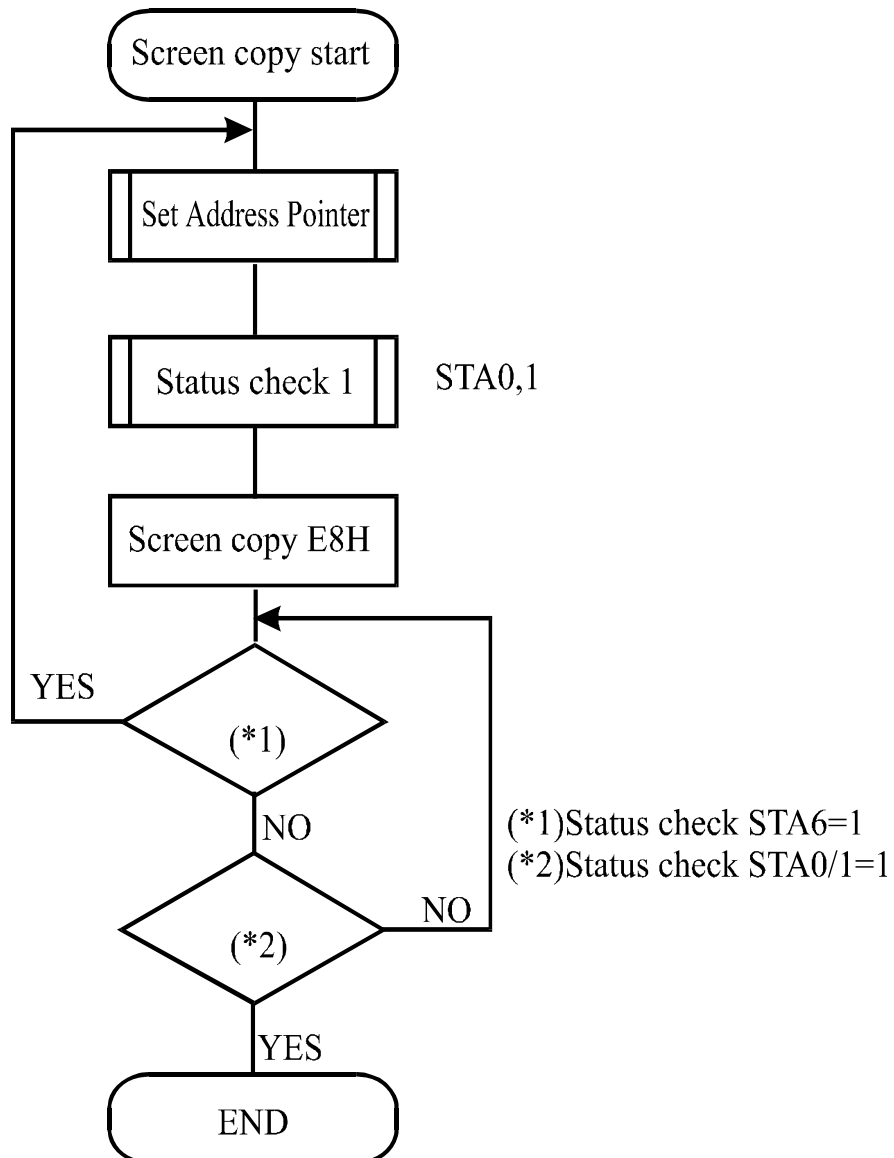 Screen copy start
Set Address Pointer
Status check 1
STA0,1
Screen copy E8H
YES
(*1)
NO
(*1)Status check STA6=1
(*2)Status check STA0/1=1
NO
(*2)
YES
END